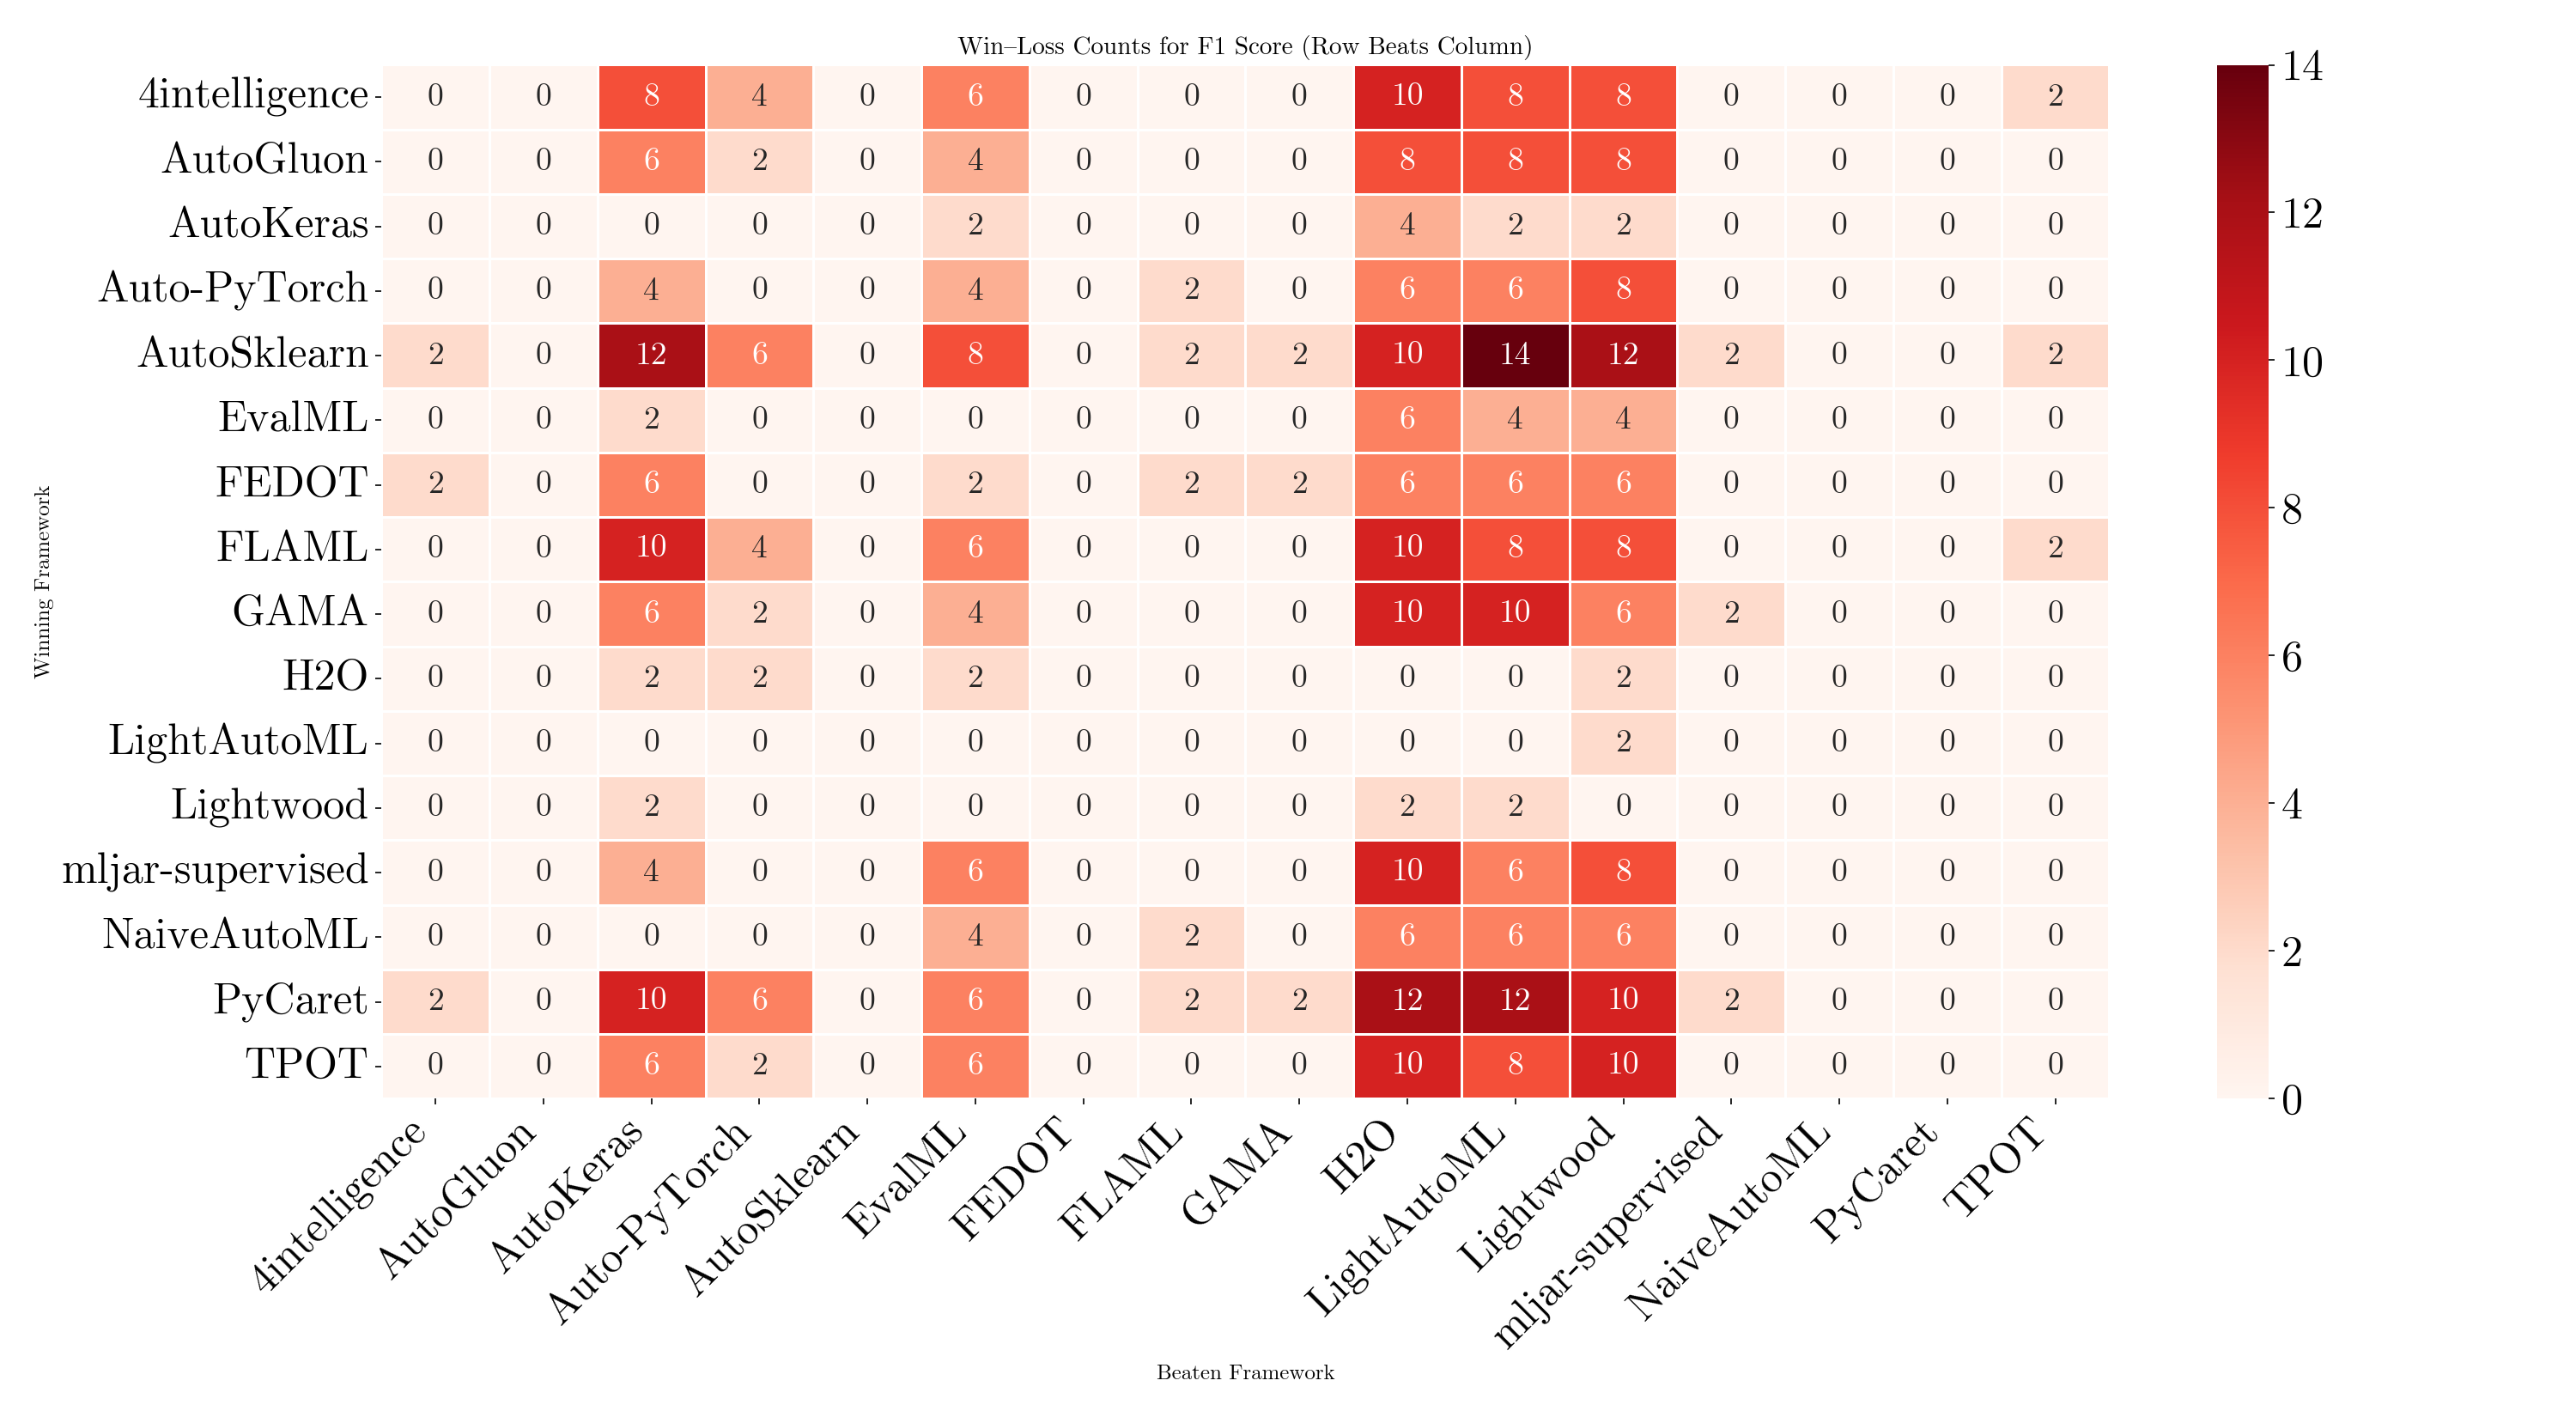 Win–Loss Counts for F1 Score (Row Beats Column)
4intelligence 0 0 8 4 0 6 0 0 0 10 8 8 0 0 0 2
AutoGluon 0 0 6 2 0 4 0 0 0 8 8 8 0 0 0 0
AutoKeras 0 0 0 0 0 2 0 0 0 4 2 2 0 0 0 0
Auto-PyTorch 0 0 4 0 0 4 0 2 0 6 6 8 0 0 0 0
AutoSklearn 2 0 12 6 0 8 0 2 2 10 14 12 2 0 0 2
EvalML 0 0 2 0 0 0 0 0 0 6 4 4 0 0 0 0
FEDOT 2 0 6 0 0 2 0 2 2 6 6 6 0 0 0 0
FLAML 0 0 10 4 0 6 0 0 0 10 8 8 0 0 0 2
GAMA 0 0 6 2 0 4 0 0 0 10 10 6 2 0 0 0
H2O 0 0 2 2 0 2 0 0 0 0 0 2 0 0 0 0
LightAutoML 0 0 0 0 0 0 0 0 0 0 0 2 0 0 0 0
Lightwood 0 0 2 0 0 0 0 0 0 2 2 0 0 0 0 0
mljar-supervised 0 0 4 0 0 6 0 0 0 10 6 8 0 0 0 0
NaiveAutoML 0 0 0 0 0 4 0 2 0 6 6 6 0 0 0 0
PyCaret 2 0 10 6 0 6 0 2 2 12 12 10 2 0 0 0
TPOT 0 0 6 2 0 6 0 0 0 10 8 10 0 0 0 0
Winning Framework
4intelligence
AutoGluon
AutoKeras
Auto-PyTorch
AutoSklearn
EvalML
FEDOT
FLAML
GAMA
H2O
LightAutoML
Lightwood
mljar-supervised
NaiveAutoML
PyCaret
TPOT
Beaten Framework
14
12
10
8
6
4
2
0